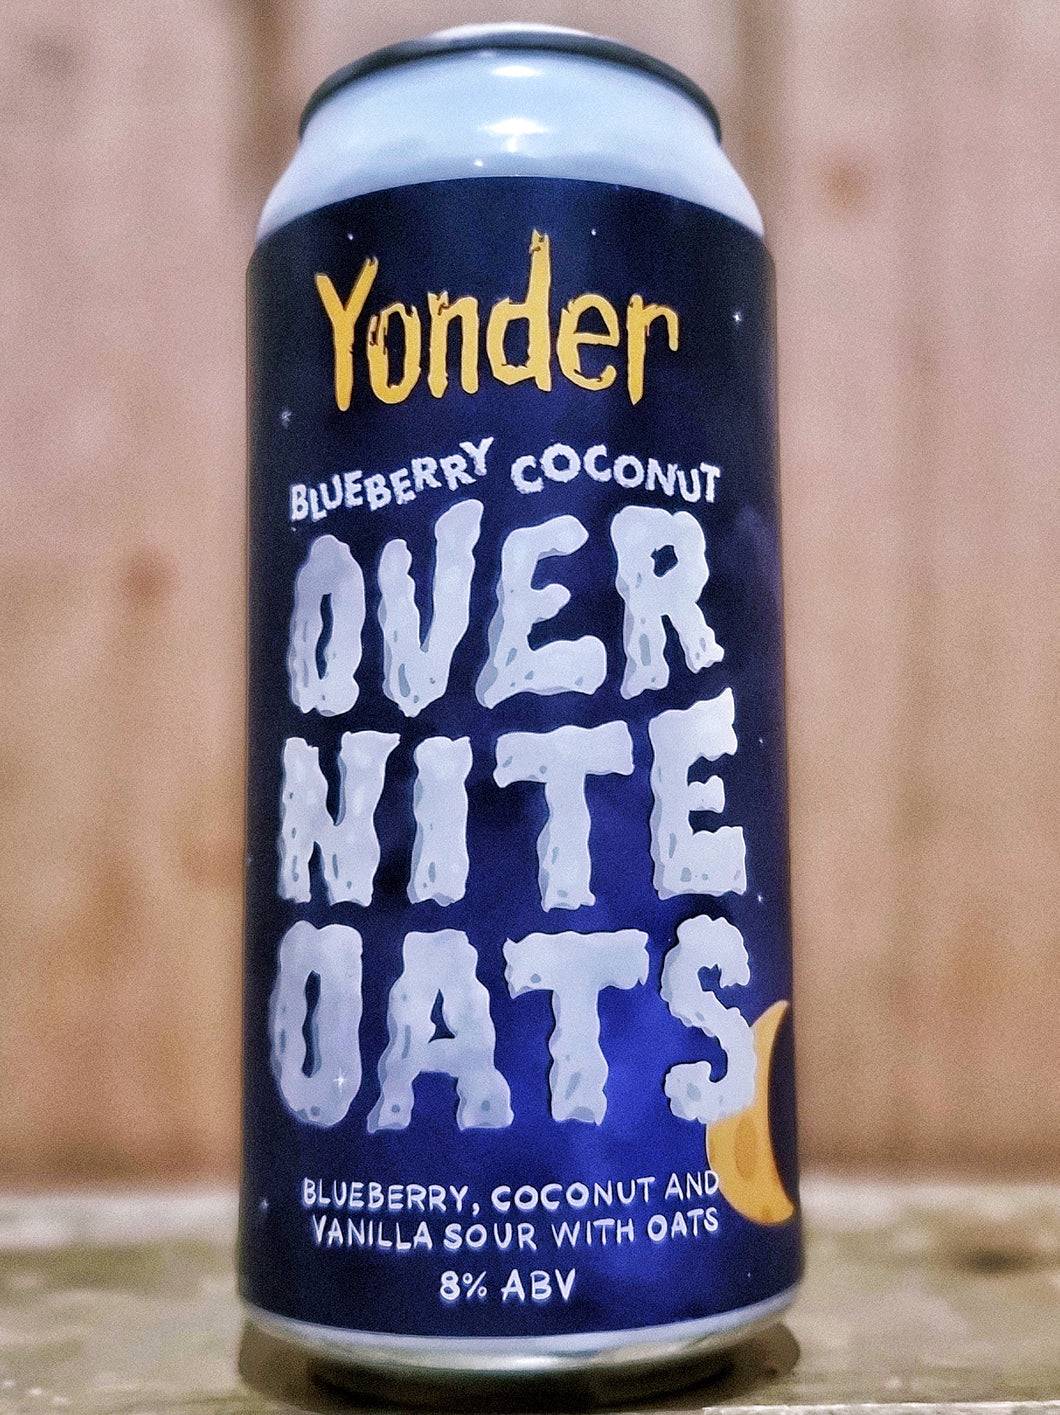 Yonder
BLUEBERRY COCONUT
OVER
NITE
OATS
BLUEBERRY, COCONUT AND
VANILLA SOUR WITH OATS
8% ABV